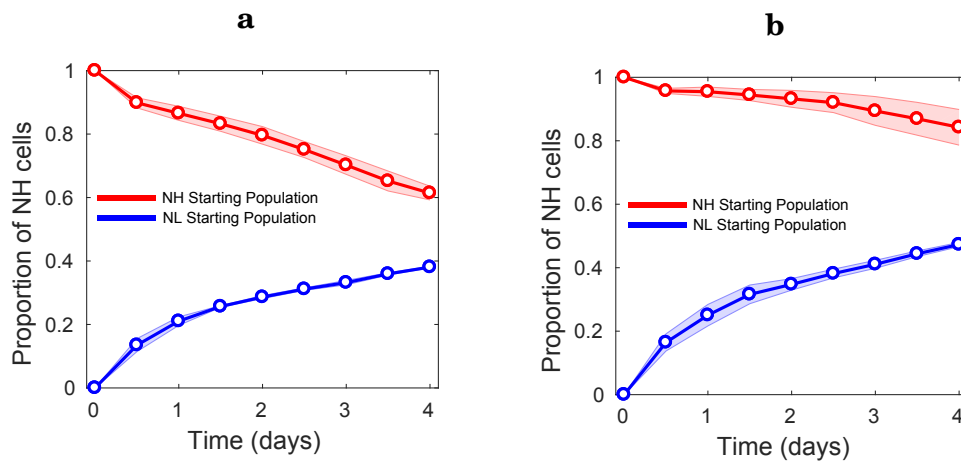 a
1
0.8
0.6
0.4
0.2
0
0 1 2 3 4
Proportion of NH cells
Time (days)
NH Starting Population
NL Starting Population
b
1
0.8
0.6
0.4
0.2
0
0 1 2 3 4
Proportion of NH cells
Time (days)
NH Starting Population
NL Starting Population